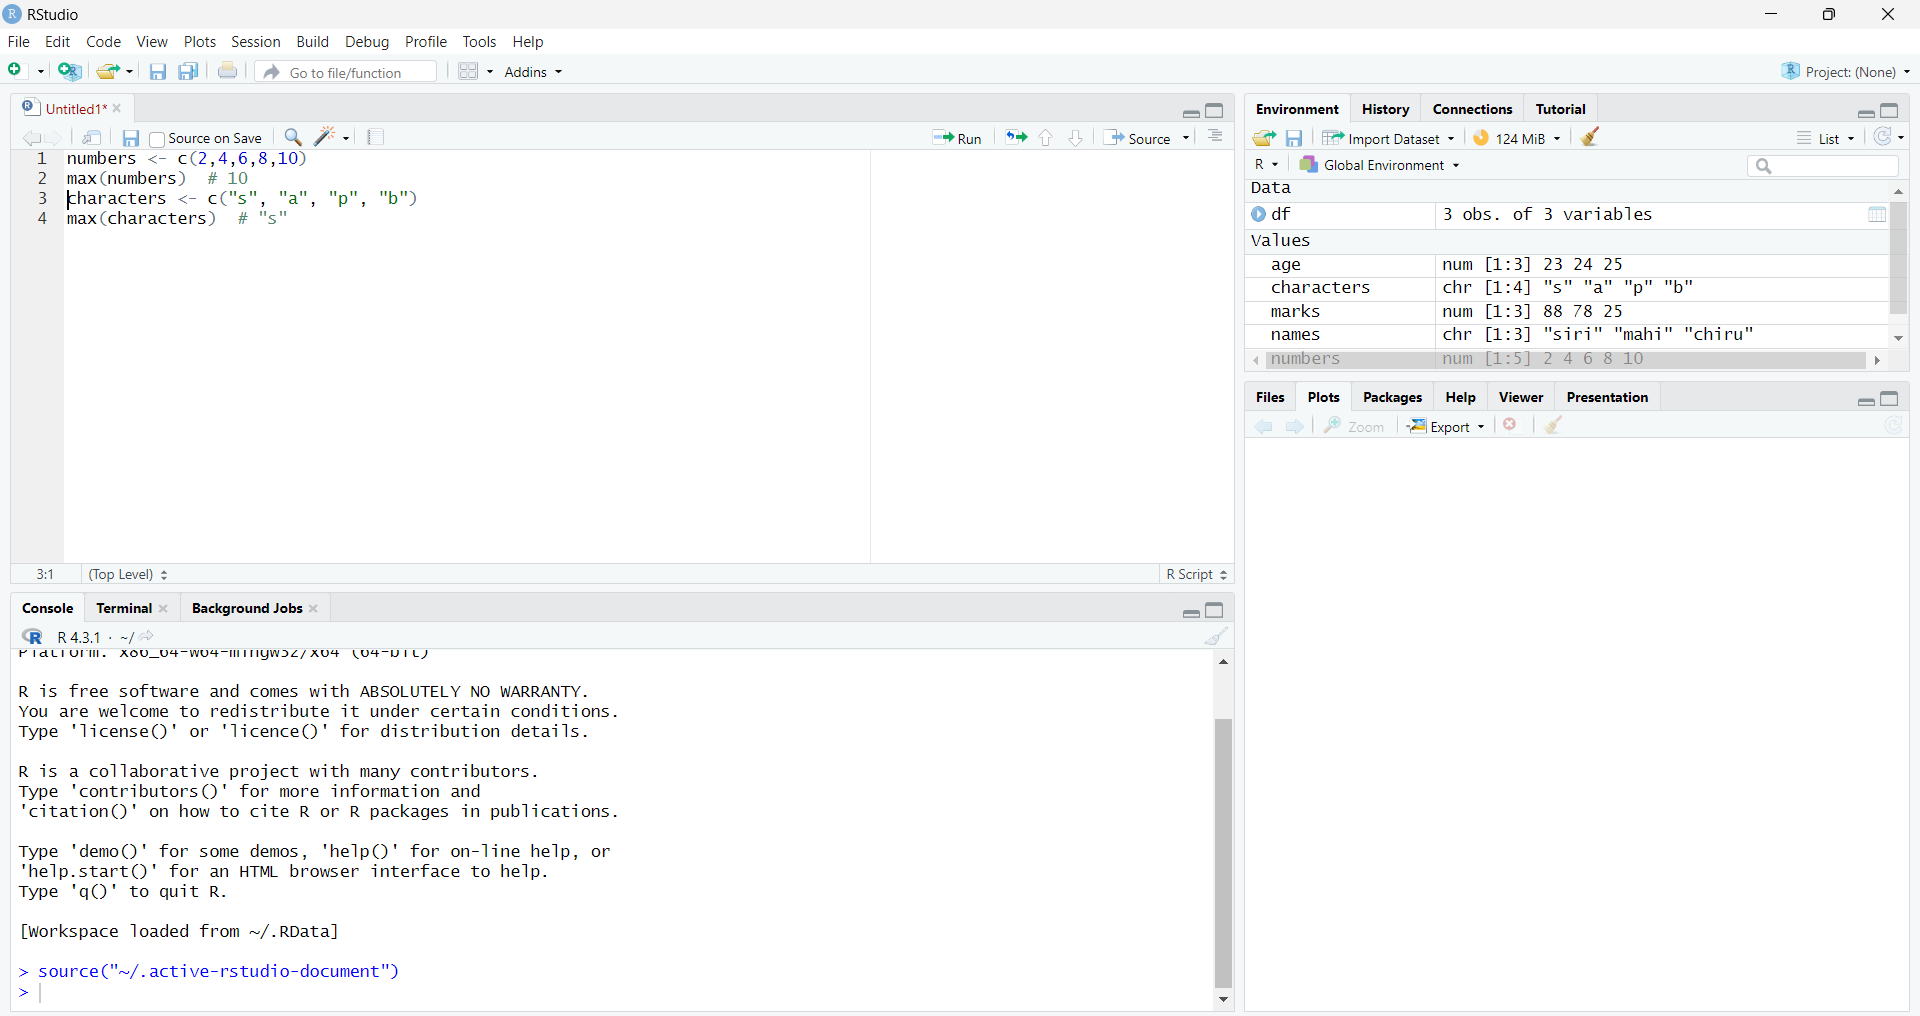 RStudio
File Edit Code View Plots Session Build Debug Profile Tools Help
Go to file/function Addins Project: (None)
Untitled1*
Source on Save Run Source
1 numbers <- c(2,4,6,8,10)
2 max(numbers)  # 10
3 characters <- c("s", "a", "p", "b")
4 max(characters)  # "s"
3:1 (Top Level) R Script
Console Terminal Background Jobs
R 4.3.1 · ~/
Platform: x86_64-w64-mingw32/x64 (64-bit)
R is free software and comes with ABSOLUTELY NO WARRANTY.
You are welcome to redistribute it under certain conditions.
Type 'license()' or 'licence()' for distribution details.
R is a collaborative project with many contributors.
Type 'contributors()' for more information and
'citation()' on how to cite R or R packages in publications.
Type 'demo()' for some demos, 'help()' for on-line help, or
'help.start()' for an HTML browser interface to help.
Type 'q()' to quit R.
[Workspace loaded from ~/.RData]
> source("~/.active-rstudio-document")
>
Environment History Connections Tutorial
Import Dataset 124 MiB List
R Global Environment
Data
df 3 obs. of 3 variables
Values
age num [1:3] 23 24 25
characters chr [1:4] "s" "a" "p" "b"
marks num [1:3] 88 78 25
names chr [1:3] "siri" "mahi" "chiru"
numbers num [1:5] 2 4 6 8 10
Files Plots Packages Help Viewer Presentation
Zoom Export